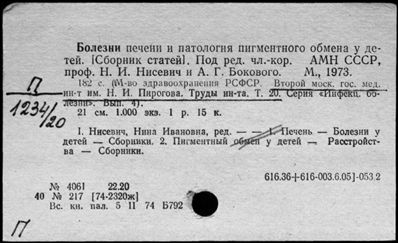 Болезни печени и патология пигментного обмена у де-
тей. [Сборник статей]. Под ред. чл.-кор. АМН СССР,
проф. Н. И. Нисевич и А. Г. Бокового. М., 1973.
182 с. (М-во здравоохранения РСФСР. Второй моск. гос. мед.
ин-т им. Н. И. Пирогова. Труды ин-та. Т. 20. Серия «Инфекц. бо-
лезни». Вып. 4).
21 см. 1.000 экз. 1 р. 15 к.
П
1234/20
I. Нисевич, Нина Ивановна, ред. — — 1. Печень — Болезни у
детей — Сборники. 2. Пигментный обмен у детей — Расстройст-
ва — Сборники.
616.36+616-003.6.05]-053.2
№ 4061 22.20
40 № 217 [74-2320ж]
Вс. кн. пал. 5 II 74 Б792
П